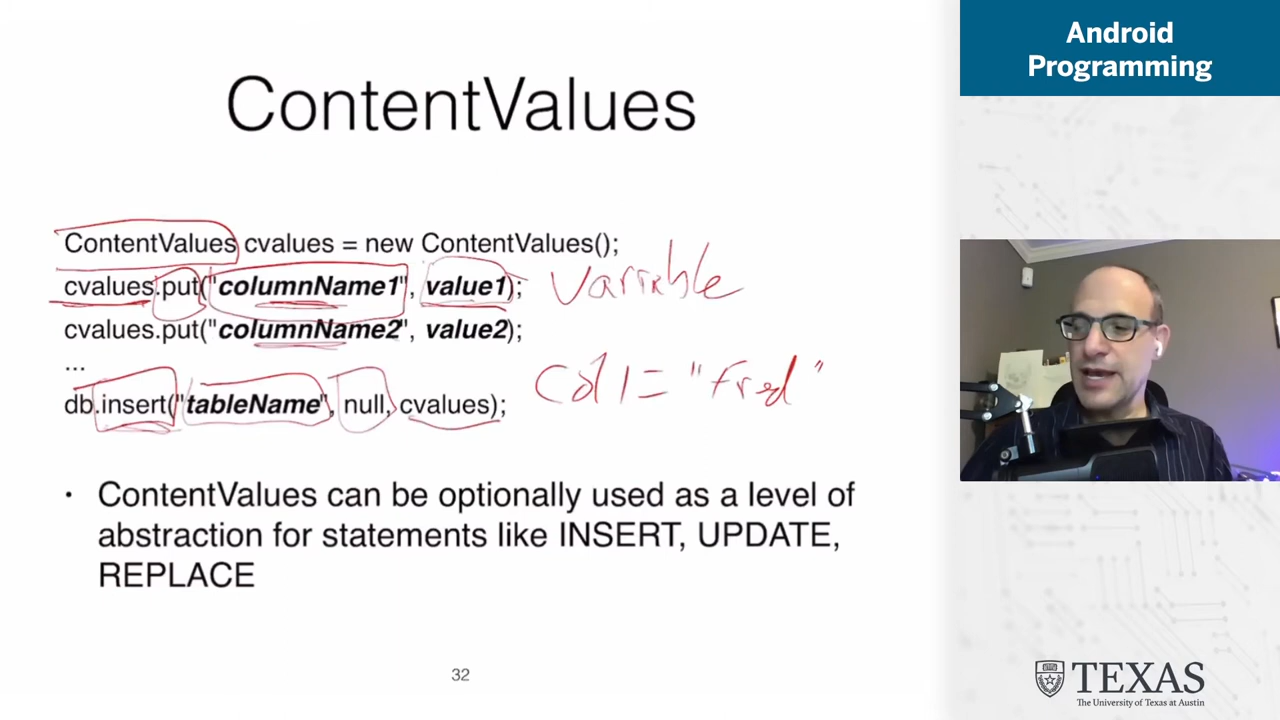 ContentValues
ContentValues cvalues = new ContentValues();
cvalues.put("columnName1", value1);
variable
cvalues.put("columnName2", value2);
...
col1="Fred"
db.insert("tableName", null, cvalues);
• ContentValues can be optionally used as a level of
abstraction for statements like INSERT, UPDATE,
REPLACE
32
Android
Programming
TEXAS
The University of Texas at Austin